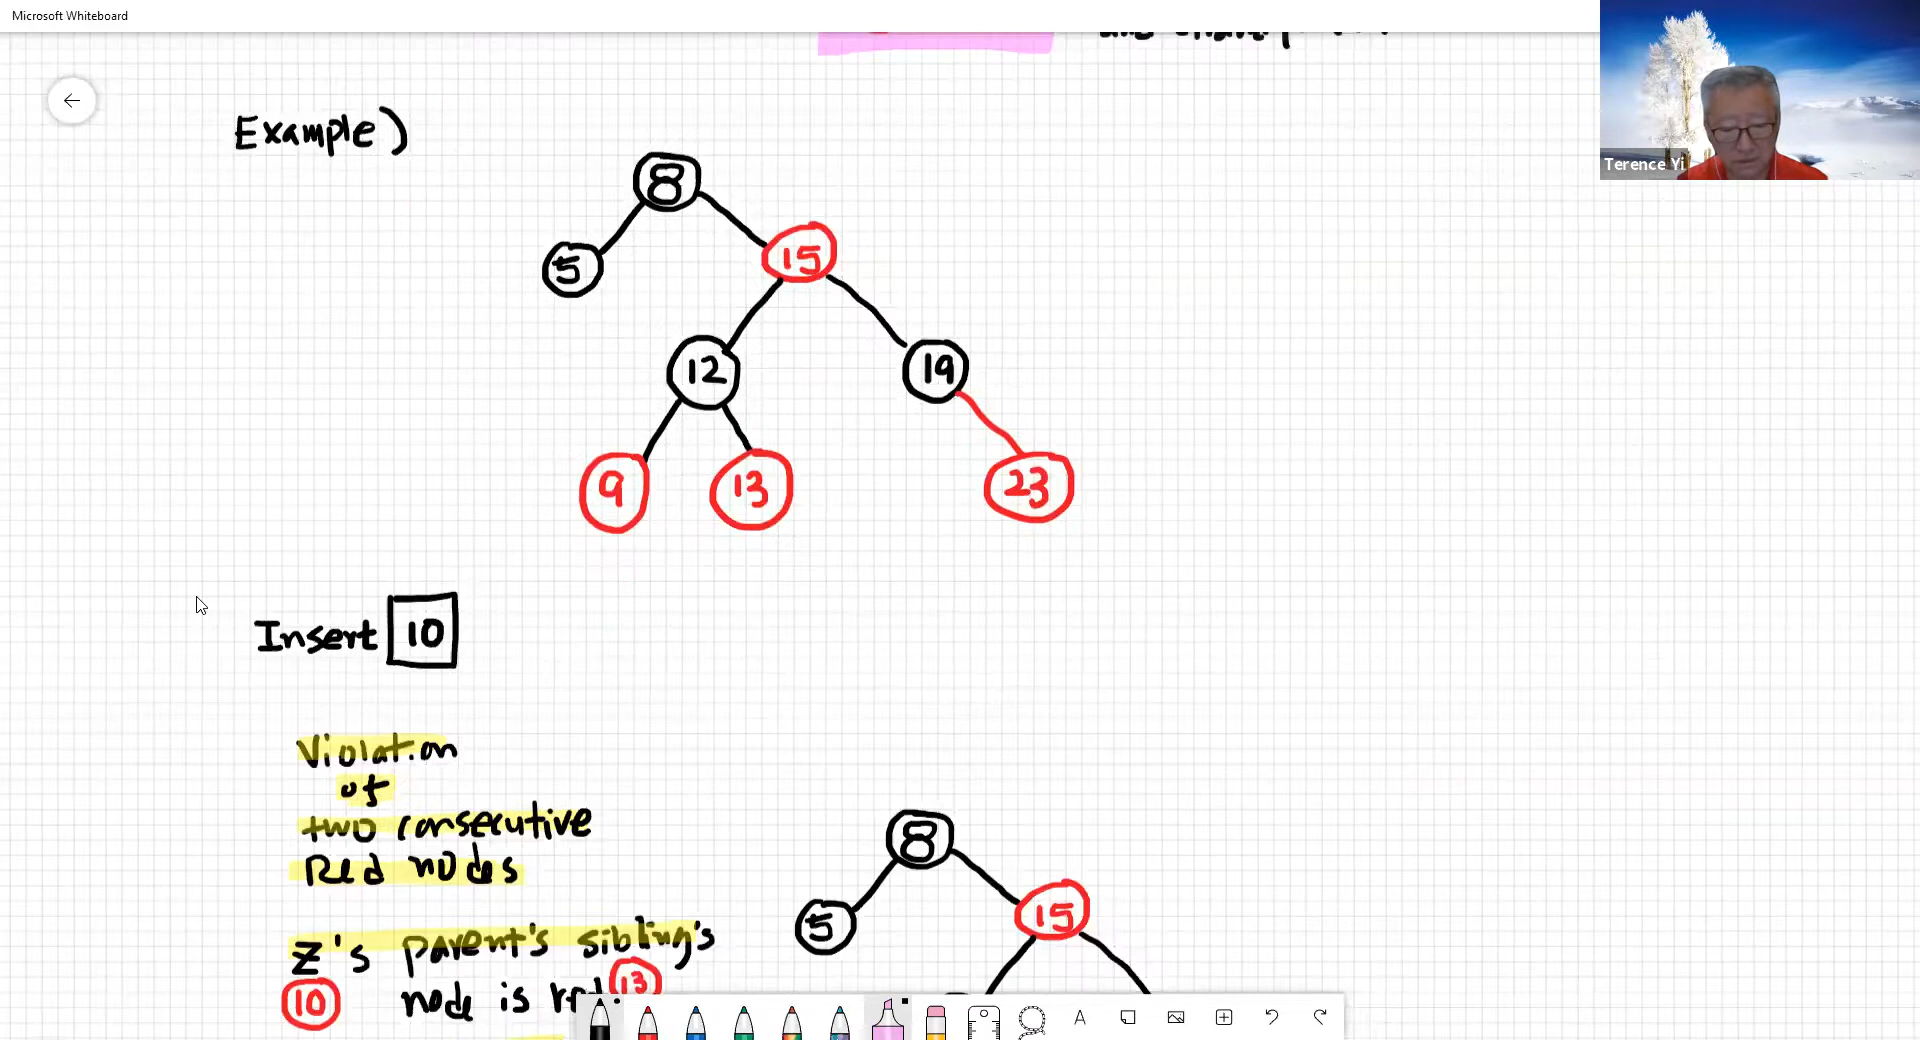 Microsoft Whiteboard
Terence Yi
Example)
8
5
15
12
19
9
13
23
Insert 10
Violation
of
two consecutive
Red nodes
8
15
5
Z's parent's sibling's
10 node is red 13
A